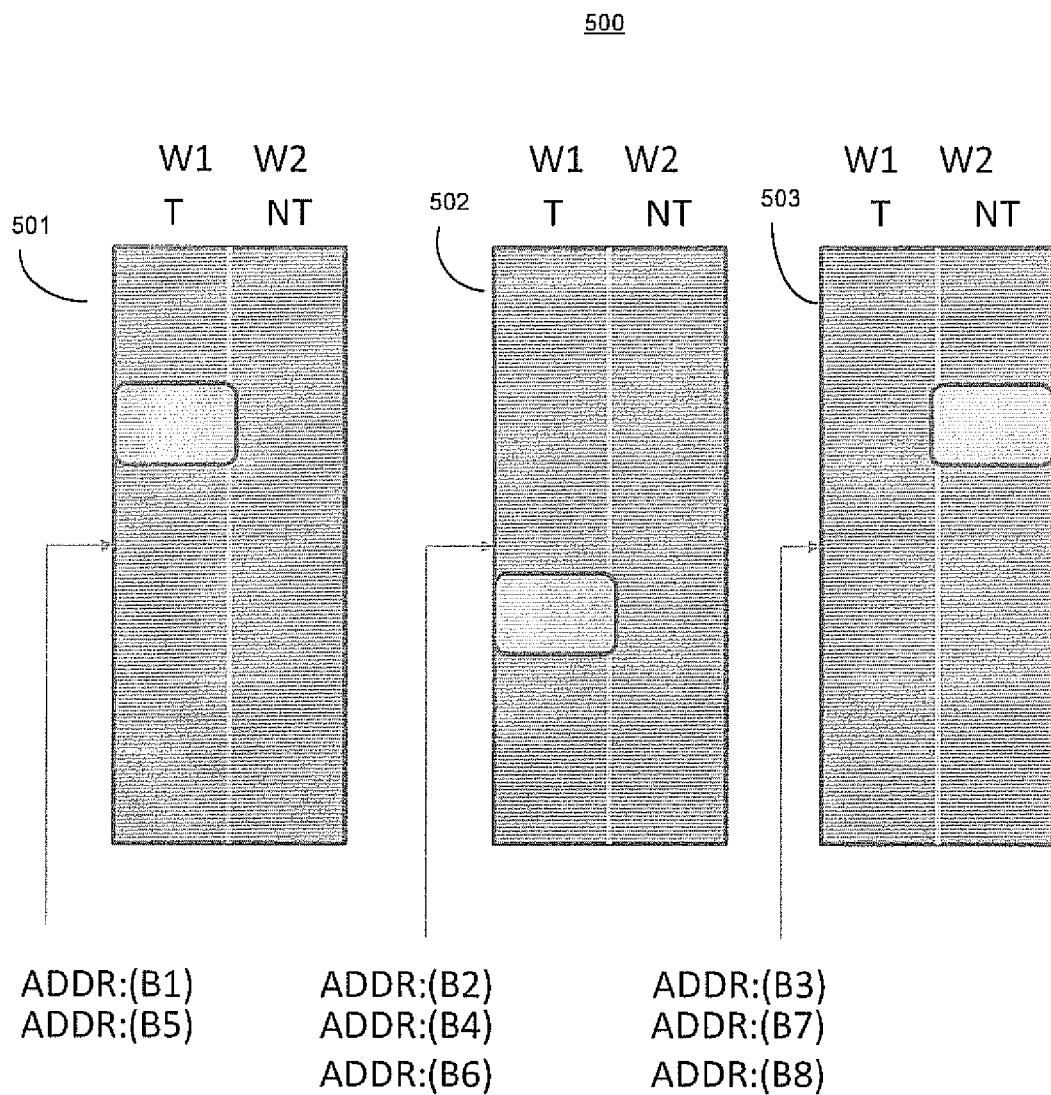 500
W1 W2 W1 W2 W1 W2
501 T NT 502 T NT 503 T NT
ADDR:(B1) ADDR:(B2) ADDR:(B3)
ADDR:(B5) ADDR:(B4) ADDR:(B7)
ADDR:(B6) ADDR:(B8)